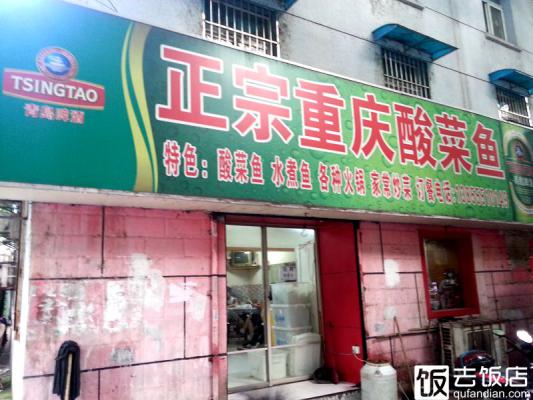 TSINGTAO
青岛啤酒
正宗重庆酸菜鱼
特色：酸菜鱼 水煮鱼 各种火锅 家常炒菜 订餐电话
饭去饭店
qufandian.com